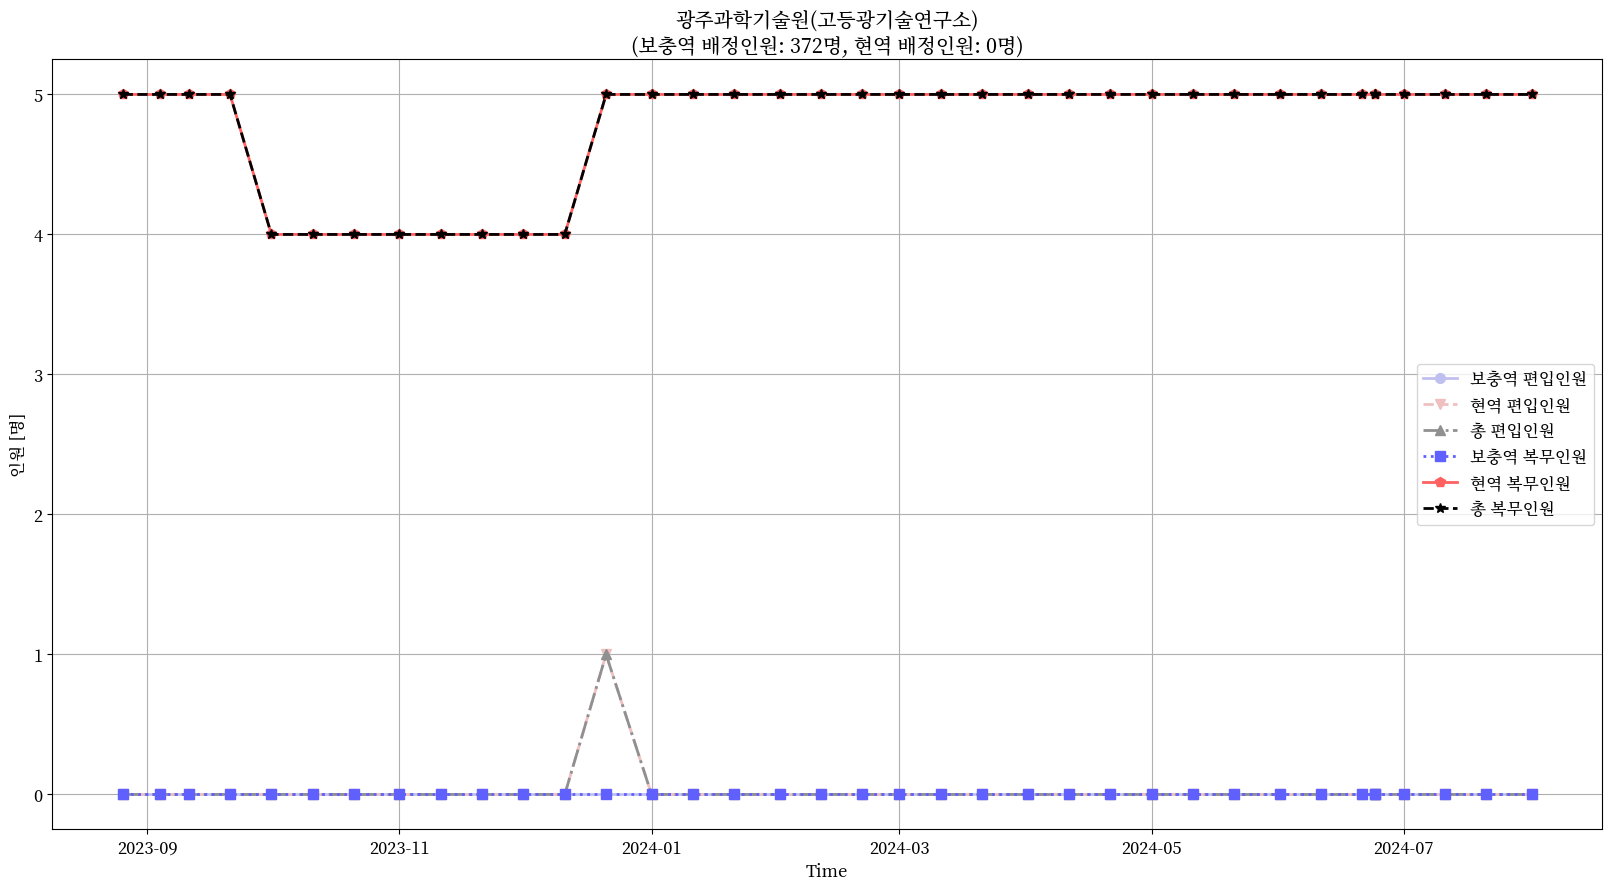 광주과학기술원(고등광기술연구소)
(보충역 배정인원: 372명, 현역 배정인원: 0명)
인원 [명]
5
4
3
2
1
0
보충역 편입인원
현역 편입인원
총 편입인원
보충역 복무인원
현역 복무인원
총 복무인원
2023-09
2023-11
2024-01
2024-03
2024-05
2024-07
Time